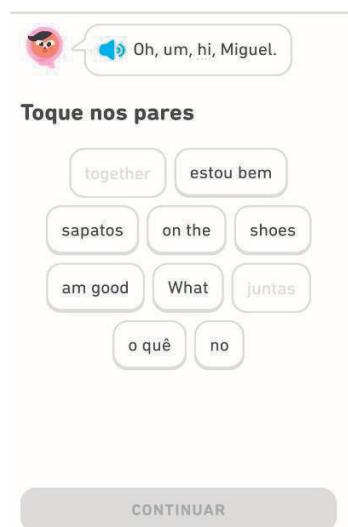 Oh, um, hi, Miguel.
Toque nos pares
together estou bem
sapatos on the shoes
am good What juntas
o quê no
CONTINUAR